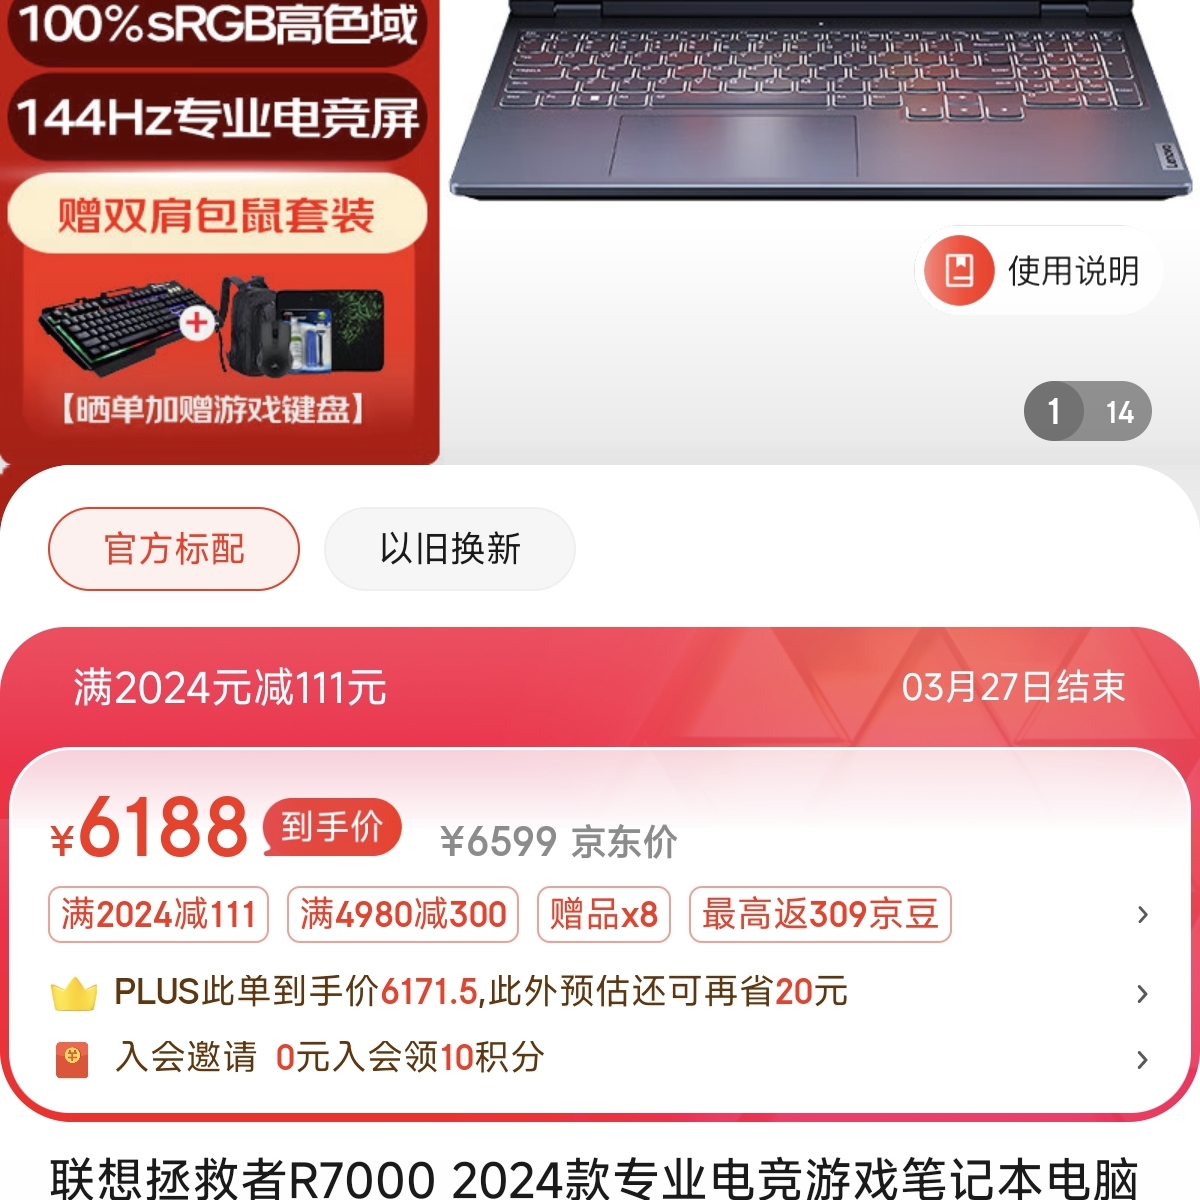 100%sRGB高色域
144Hz专业电竞屏
赠双肩包鼠套装
【晒单加赠游戏键盘】
Lenovo
使用说明
1 14
官方标配 以旧换新
满2024元减111元 03月27日结束
¥6188 到手价 ¥6599 京东价
满2024减111 满4980减300 赠品x8 最高返309京豆
PLUS此单到手价6171.5,此外预估还可再省20元
入会邀请 0元入会领10积分
联想拯救者R7000 2024款专业电竞游戏笔记本电脑